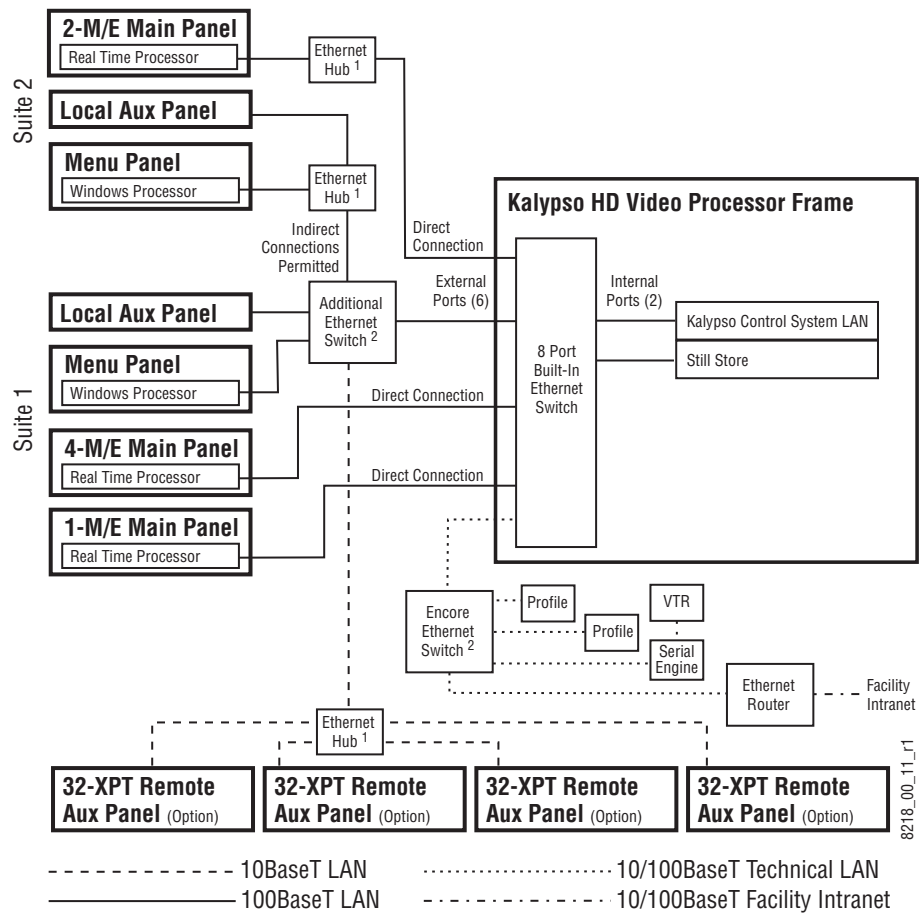 Suite 2
2-M/E Main Panel
Real Time Processor
Ethernet
Hub 1
Local Aux Panel
Menu Panel
Windows Processor
Ethernet
Hub 1
Indirect
Connections
Permitted
Direct
Connection
Kalypso HD Video Processor Frame
External
Ports (6)
Internal
Ports (2)
Suite 1
Local Aux Panel
Additional
Ethernet
Switch 2
Kalypso Control System LAN
Still Store
8 Port
Built-In
Ethernet
Switch
Menu Panel
Windows Processor
Direct Connection
4-M/E Main Panel
Real Time Processor
Direct Connection
1-M/E Main Panel
Real Time Processor
Encore
Ethernet
Switch 2
Profile
Profile
VTR
Serial
Engine
Ethernet
Router
Facility
Intranet
Ethernet
Hub 1
32-XPT Remote
Aux Panel (Option)
32-XPT Remote
Aux Panel (Option)
32-XPT Remote
Aux Panel (Option)
32-XPT Remote
Aux Panel (Option)
8218_00_11_r1
10BaseT LAN
100BaseT LAN
10/100BaseT Technical LAN
10/100BaseT Facility Intranet